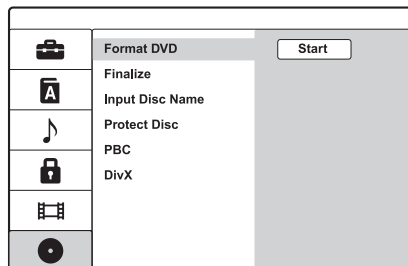 Format DVD
Start
Finalize
A
Input Disc Name
Protect Disc
PBC
DivX